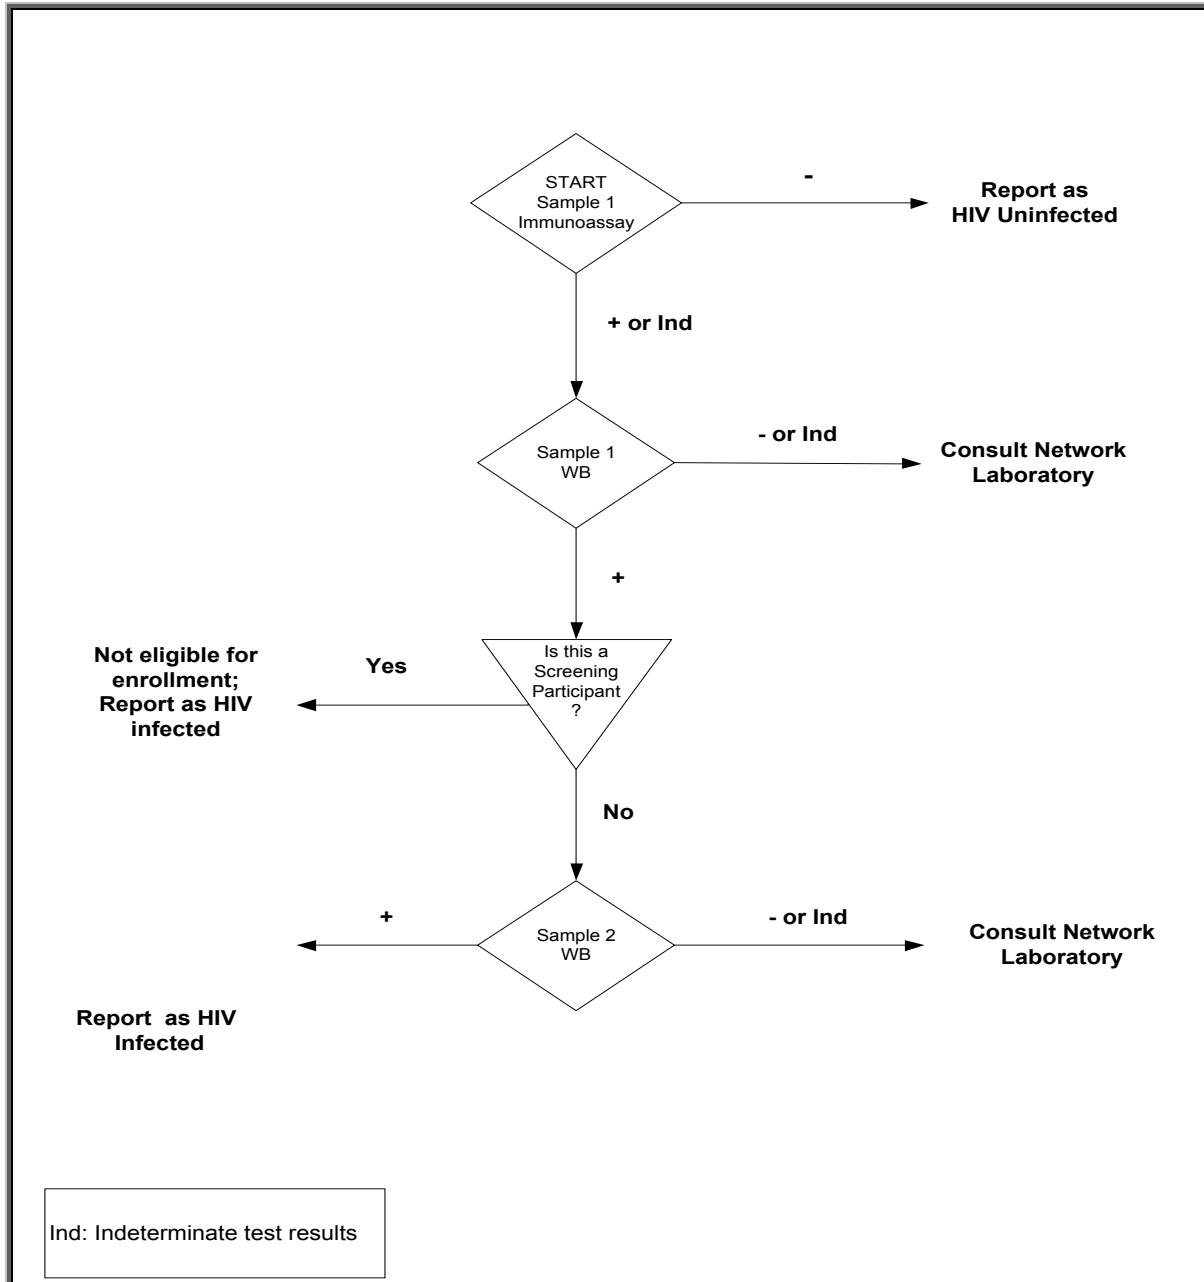 START
Sample 1
Immunoassay
-
Report as
HIV Uninfected
+ or Ind
Sample 1
WB
- or Ind
Consult Network
Laboratory
+
Is this a
Screening
Participant
?
Yes
Not eligible for
enrollment;
Report as HIV
infected
No
Sample 2
WB
+
Report as HIV
Infected
- or Ind
Consult Network
Laboratory
Ind: Indeterminate test results